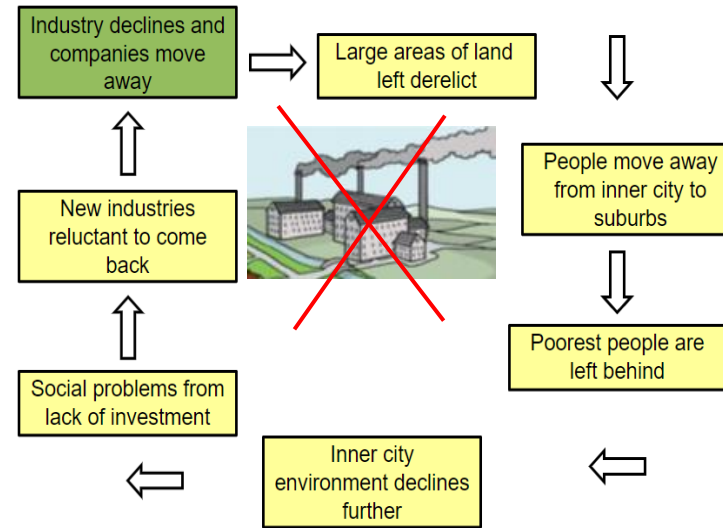 Industry declines and
companies move
away
Large areas of land
left derelict
People move away
from inner city to
suburbs
Poorest people are
left behind
Inner city
environment declines
further
Social problems from
lack of investment
New industries
reluctant to come
back